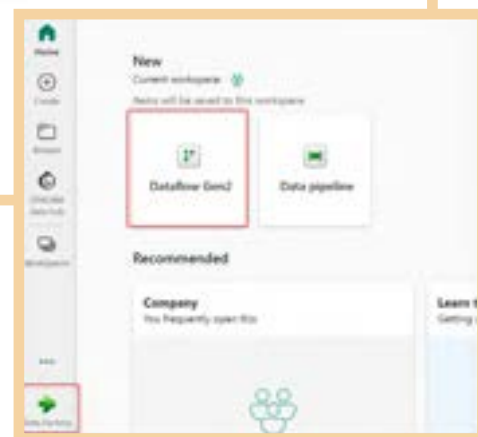 Home
New
Current workspace
Create
Items will be saved to this workspace
Browse
Dataflow Gen2
Data pipeline
OneLake
data hub
Workspaces
Recommended
Company
You frequently open this
Learn
Getting
Data Factory